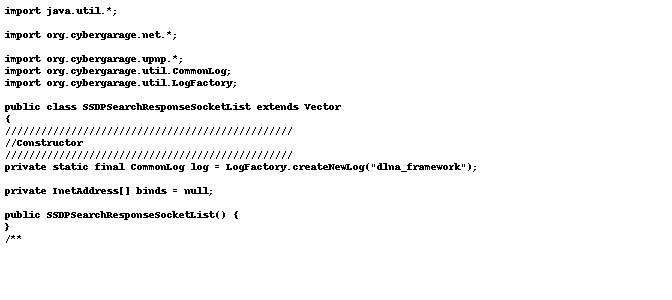 import java.util.*;
import org.cybergarage.net.*;
import org.cybergarage.upnp.*;
import org.cybergarage.util.CommonLog;
import org.cybergarage.util.LogFactory;
public class SSDPSearchResponseSocketList extends Vector
{
////////////////////////////////////////////////
//Constructor
////////////////////////////////////////////////
private static final CommonLog log = LogFactory.createNewLog("dlna_framework");
private InetAddress[] binds = null;
public SSDPSearchResponseSocketList() {
}
/**